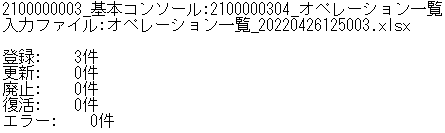 2100000003_基本コンソール:2100000304_オペレーション一覧
入力ファイル:オペレーション一覧_20220426125003.xlsx
登録: 3件
更新: 0件
廃止: 0件
復活: 0件
エラー: 0件